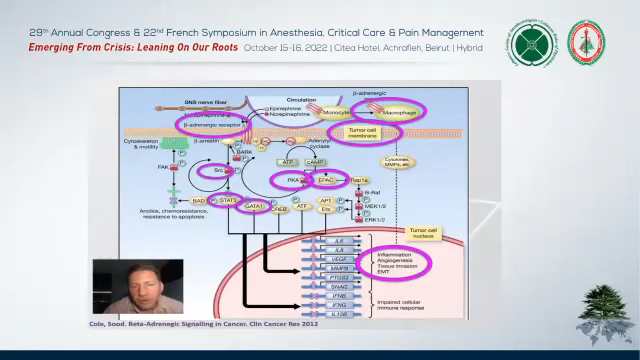 29th Annual Congress & 22nd French Symposium in Anesthesia, Critical Care & Pain Management
Emerging From Crisis: Leaning On Our Roots October 15-16, 2022 | Citea Hotel, Achrafieh, Beirut | Hybrid
β-adrenergic
SNS nerve fiber
Circulation
Epinephrine
Norepinephrine
Monocyte
Macrophage
β-adrenergic receptor
Tumor cell
membrane
Cytoskeleton
& motility
β-arrestin
βARK
Adenylyl
cyclase
Cytokines,
MMPs, etc.
FAK
Src
ATP
cAMP
PKA
EPAC
Rap1a
B-Raf
MEK1/2
ERK1/2
BAD
STAT3
GATA1
CREB
ATF
AP1
Ets
Anoikis, chemoresistance,
resistance to apoptosis
Tumor cell
nucleus
IL6
IL8
VEGF
MMP9
PTGS2
SNAI2
IFNB
IFNG
IL12B
Inflammation
Angiogenesis
Tissue invasion
EMT
Impaired cellular
immune response
Cole, Sood. Beta-Adrenergic Signalling in Cancer. Clin Cancer Res 2012